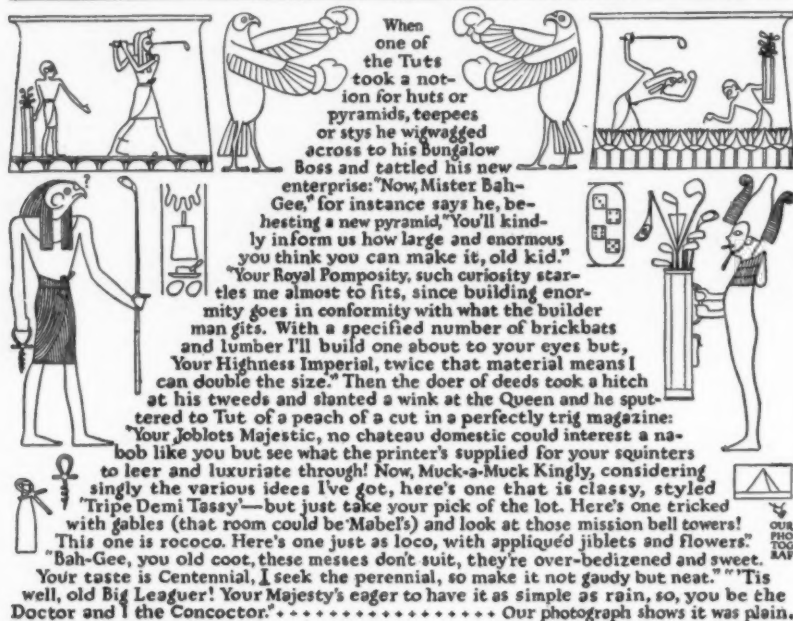 When
one of
the Tuts
took a not-
ion for huts or
pyramids, teepees
or stys he wigwagged
across to his Bungalow
Boss and tattled his new
enterprise: "Now, Mister Bah-
Gee," for instance says he, be-
hesting a new pyramid, "You'll kind-
ly inform us how large and enormous
you think you can make it, old kid."
"Your Royal Pomposity, such curiosity star-
tles me almost to fits, since building enor-
mity goes in conformity with what the builder
man gits. With a specified number of brickbats
and lumber I'll build one about to your eyes but,
Your Highness Imperial, twice that material means I
can double the size." Then the doer of deeds took a hitch
at his tweeds and slanted a wink at the Queen and he sput-
tered to Tut of a peach of a cut in a perfectly trig magazine:
"Your Joblots Majestic, no chateau domestic could interest a na-
bob like you but see what the printer's supplied for your squinters
to leer and luxuriate through! Now, Muck-a-Muck Kingly, considering
singly the various idees I've got, here's one that is classy, styled
'Tripe Demi Tassy'—but just take your pick of the lot. Here's one tricked
with gables (that room could be Mabel's) and look at those mission bell towers!
This one is rococo. Here's one just as loco, with appliqué'd jiblets and flowers."
"Bah-Gee, you old coot, these messes don't suit, they're over-bedizened and sweet.
Your taste is Centennial, I seek the perennial, so make it not gaudy but neat." "'Tis
well, old Big Leaguer! Your Majesty's eager to have it as simple as rain, so, you be the
Doctor and I the Concoctor." + + + + + + + + + + + + + + + + Our photograph shows it was plain.
?
OUR
PHO
TOG
RAF